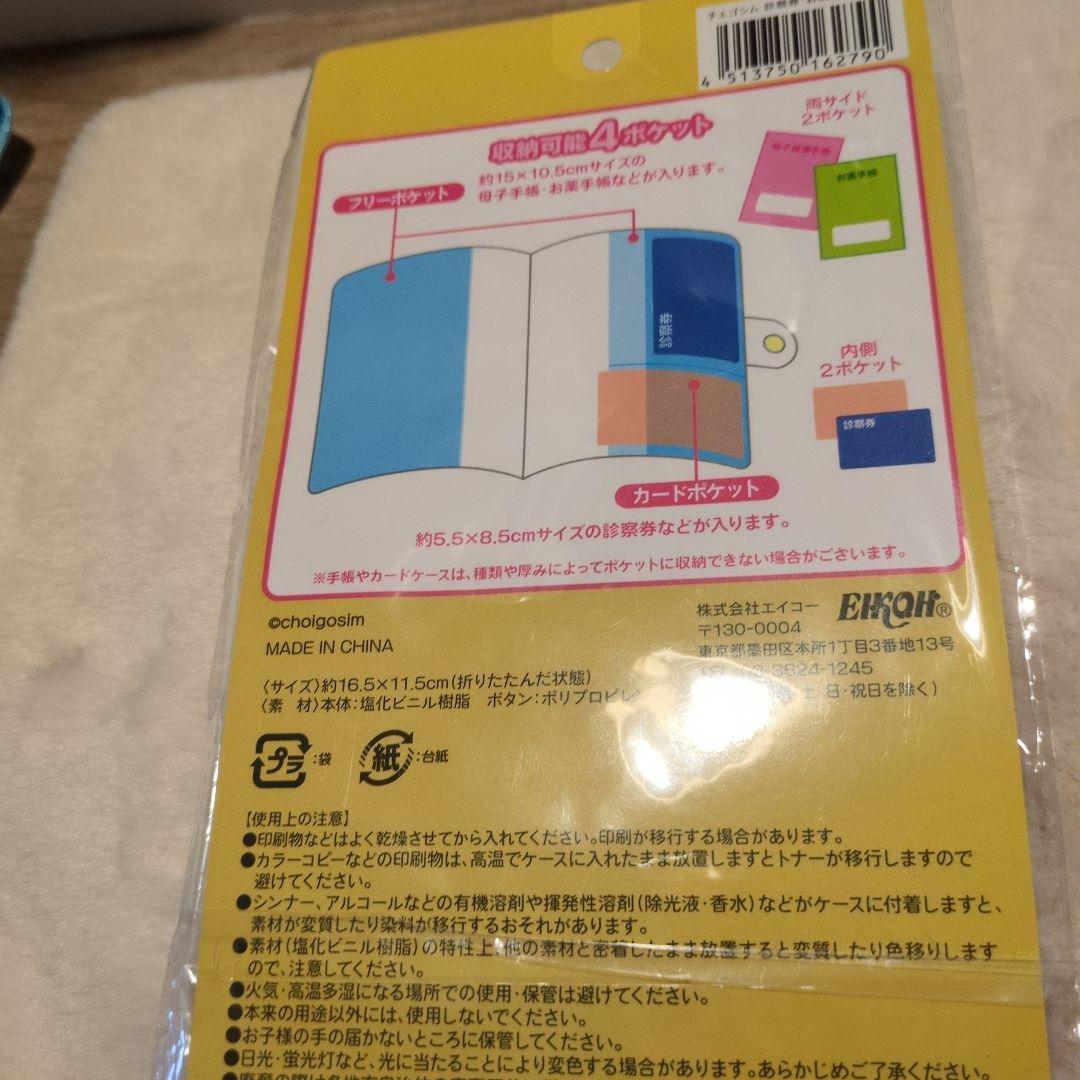 チェゴシム 診察券
4 513750 162790
収納可能4ポケット
約15×10.5cmサイズの
母子手帳・お薬手帳などが入ります。
両サイド
2ポケット
母子健康手帳
お薬手帳
フリーポケット
診察券
内側
2ポケット
診察券
カードポケット
約5.5×8.5cmサイズの診察券などが入ります。
※手帳やカードケースは、種類や厚みによってポケットに収納できない場合がございます。
©choigosim
MADE IN CHINA
株式会社エイコー
EIKOH®
〒130-0004
東京都墨田区本所1丁目3番地13号
3624-1245
土・日・祝日を除く)
〈サイズ〉約16.5×11.5cm(折りたたんだ状態)
〈素 材〉本体:塩化ビニル樹脂 ボタン:ポリプロピレ
プラ:袋
紙:台紙
【使用上の注意】
●印刷物などはよく乾燥させてから入れてください。印刷が移行する場合があります。
●カラーコピーなどの印刷物は、高温でケースに入れたまま放置しますとトナーが移行しますので
避けてください。
●シンナー、アルコールなどの有機溶剤や揮発性溶剤(除光液・香水)などがケースに付着しますと、
素材が変質したり染料が移行するおそれがあります。
●素材(塩化ビニル樹脂)の特性上、他の素材と密着したまま放置すると変質したり色移りします
ので、注意してください。
●火気・高温多湿になる場所での使用・保管は避けてください。
●本来の用途以外には、使用しないでください。
●お子様の手の届かないところに保管してください。
●日光・蛍光灯など、光に当たることにより変色する場合があります。あらかじめご了承ください。